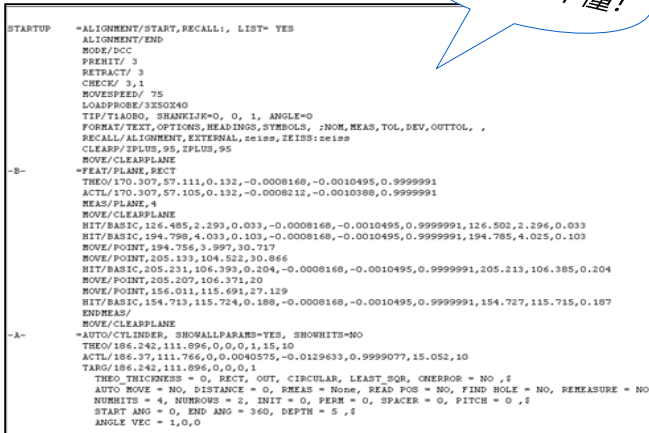 懂!
STARTUP =ALIGNMENT/START,RECALL:, LIST= YES
ALIGNMENT/END
MODE/DCC
PREHIT/ 3
RETRACT/ 3
CHECK/ 3,1
MOVESPEED/ 75
LOADPROBE/3X50X40
TIP/T1A0B0, SHANKIJK=0, 0, 1, ANGLE=0
FORMAT/TEXT,OPTIONS,HEADINGS,SYMBOLS, ;NOM,MEAS,TOL,DEV,OUTTOL, ,
RECALL/ALIGNMENT,EXTERNAL,zeiss,ZEISS:zeiss
CLEARP/ZPLUS,95,ZPLUS,95
MOVE/CLEARPLANE
-B- =FEAT/PLANE,RECT
THEO/170.307,57.111,0.132,-0.0008168,-0.0010495,0.9999991
ACTL/170.307,57.105,0.132,-0.0008212,-0.0010388,0.9999991
MEAS/PLANE,4
MOVE/CLEARPLANE
HIT/BASIC,126.485,2.293,0.033,-0.0008168,-0.0010495,0.9999991,126.502,2.296,0.033
HIT/BASIC,194.798,4.033,0.103,-0.0008168,-0.0010495,0.9999991,194.785,4.025,0.103
MOVE/POINT,194.756,3.997,30.717
MOVE/POINT,205.133,104.522,30.866
HIT/BASIC,205.231,106.393,0.204,-0.0008168,-0.0010495,0.9999991,205.213,106.385,0.204
MOVE/POINT,205.207,106.371,20
MOVE/POINT,156.011,115.691,27.129
HIT/BASIC,154.713,115.724,0.188,-0.0008168,-0.0010495,0.9999991,154.727,115.715,0.187
ENDMEAS/
MOVE/CLEARPLANE
-A- =AUTO/CYLINDER, SHOWALLPARAMS=YES, SHOWHITS=NO
THEO/186.242,111.896,0,0,0,1,15,10
ACTL/186.37,111.766,0,0.0040575,-0.0129633,0.9999077,15.052,10
TARG/186.242,111.896,0,0,0,1
THEO_THICKNESS = 0, RECT, OUT, CIRCULAR, LEAST_SQR, ONERROR = NO ,$
AUTO MOVE = NO, DISTANCE = 0, RMEAS = None, READ POS = NO, FIND HOLE = NO, REMEASURE = NO
NUMHITS = 4, NUMROWS = 2, INIT = 0, PERM = 0, SPACER = 0, PITCH = 0 ,$
START ANG = 0, END ANG = 360, DEPTH = 5 ,$
ANGLE VEC = 1,0,0